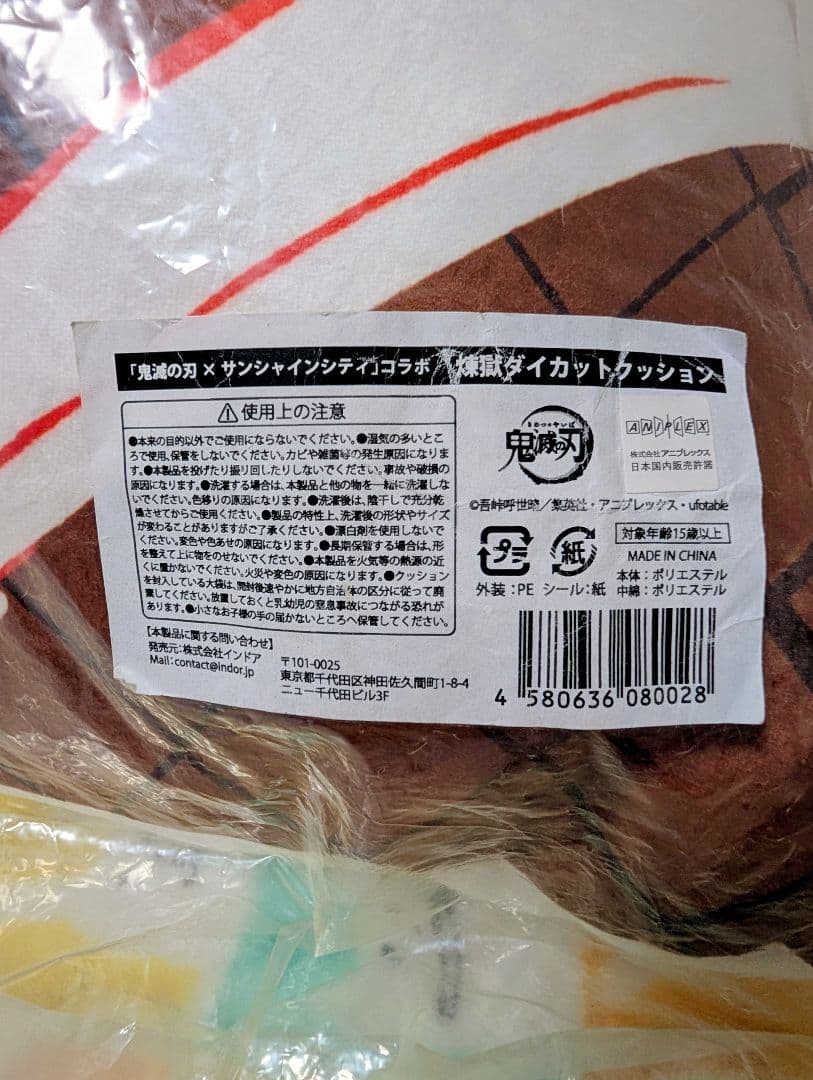 「鬼滅の刃 × サンシャインシティ」コラボ 煉獄ダイカットクッション
⚠使用上の注意
●本来の目的以外でご使用にならないでください。●湿気の多いとこ
ろで使用、保管をしないでください。カビや雑菌等の発生原因になりま
す。●本製品を投げたり振り回したりしないでください。事故や破損の
原因になります。●洗濯する場合は、本製品と他の物を一緒に洗濯しな
いでください。色移りの原因になります。●洗濯後は、陰干しで充分乾
燥させてからご使用ください。●製品の特性上、洗濯後の形状やサイズ
が変わることがありますがご了承ください。●漂白剤を使用しないで
ください。変色や色あせの原因になります。●長期保管する場合は、形
を整えて上に物をのせないでください。●本製品を火気等の熱源の近
くに置かないでください。火災や変色の原因になります。●クッション
を封入している大袋は、開封後速やかに地方自治体の区分に従って廃
棄してください。放置しておくと乳幼児の窒息事故につながる恐れが
あります。●小さなお子様の手の届かないところへ保管してください。
【本製品に関する問い合わせ】
発売元：株式会社インドア
Mail：contact@indor.jp
〒101-0025
東京都千代田区神田佐久間町1-8-4
ニュー千代田ビル3F
きめつのやいば
鬼滅の刃
ANIPLEX
株式会社アニプレックス
日本国内販売許諾
©吾峠呼世晴／集英社・アニプレックス・ufotable
プラ
紙
外装：PE シール：紙
対象年齢15歳以上
MADE IN CHINA
本体：ポリエステル
中綿：ポリエステル
4 580636 080028